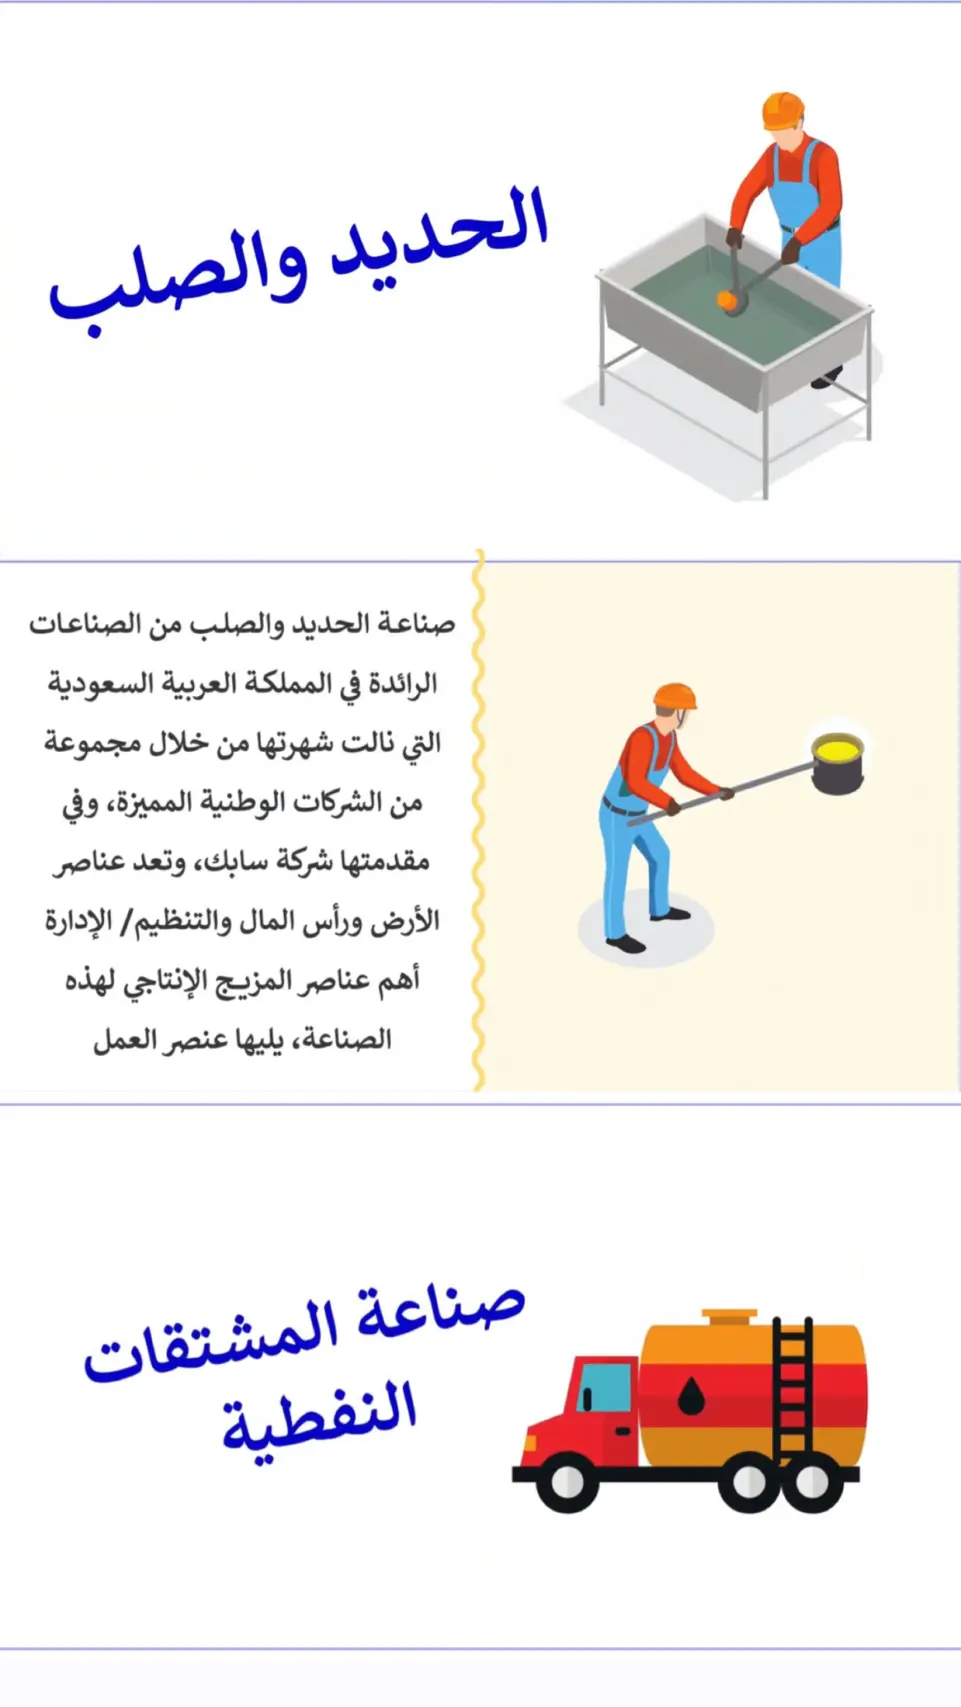 الحديد والصلب
صناعة الحديد والصلب من الصناعات
الرائدة في المملكة العربية السعودية
التي نالت شهرتها من خلال مجموعة
من الشركات الوطنية المميزة، وفي
مقدمتها شركة سابك، وتعد عناصر
الأرض ورأس المال والتنظيم/ الإدارة
أهم عناصر المزيج الإنتاجي لهذه
الصناعة، يليها عنصر العمل
صناعة المشتقات
النفطية